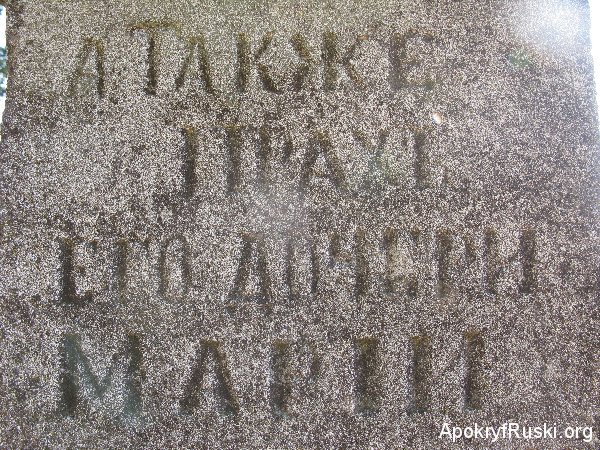 А ТАКЖЕ
ПРАХЪ
ЕГО ДОЧЕРИ
МАРІИ
ApokryfRuski.org